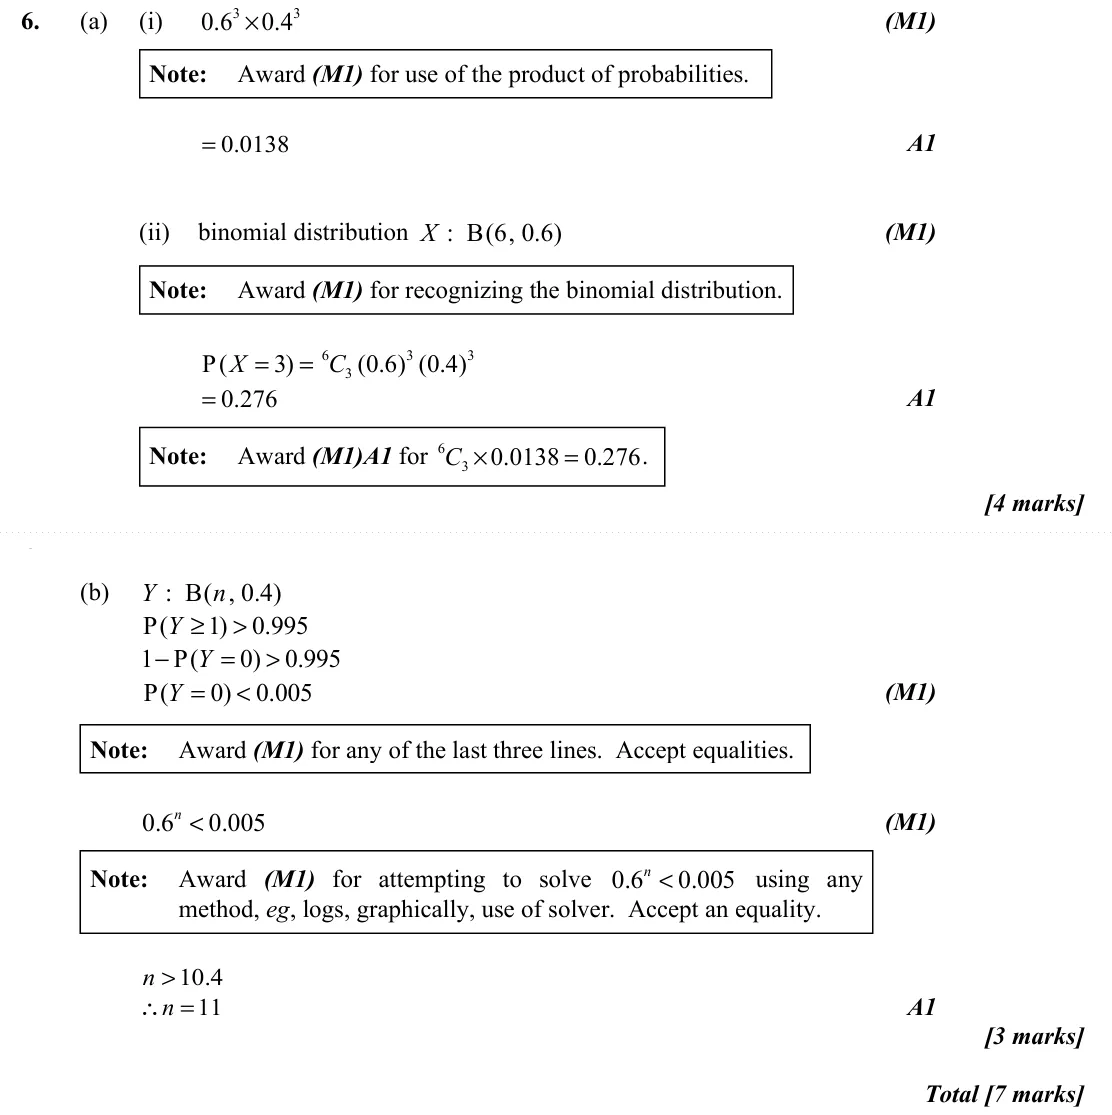 6. (a) (i) 0.6³ × 0.4³ (M1)
Note: Award (M1) for use of the product of probabilities.
= 0.0138 A1
(ii) binomial distribution X : B(6, 0.6) (M1)
Note: Award (M1) for recognizing the binomial distribution.
P(X = 3) = ⁶C₃ (0.6)³ (0.4)³
= 0.276 A1
Note: Award (M1)A1 for ⁶C₃ × 0.0138 = 0.276.
[4 marks]
(b) Y : B(n, 0.4)
P(Y ≥ 1) > 0.995
1 − P(Y = 0) > 0.995
P(Y = 0) < 0.005 (M1)
Note: Award (M1) for any of the last three lines. Accept equalities.
0.6ⁿ < 0.005 (M1)
Note: Award (M1) for attempting to solve 0.6ⁿ < 0.005 using any
method, eg, logs, graphically, use of solver. Accept an equality.
n > 10.4
∴ n = 11 A1
[3 marks]
Total [7 marks]